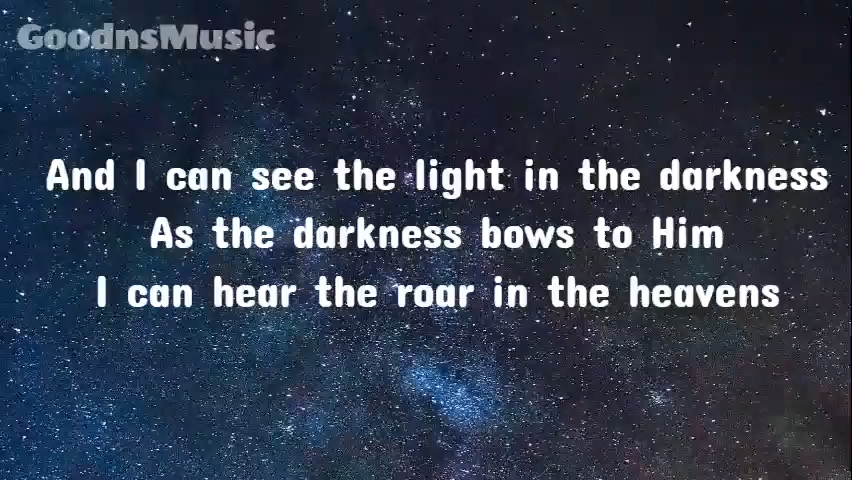 GoodnsMusic
And I can see the light in the darkness
As the darkness bows to Him
I can hear the roar in the heavens